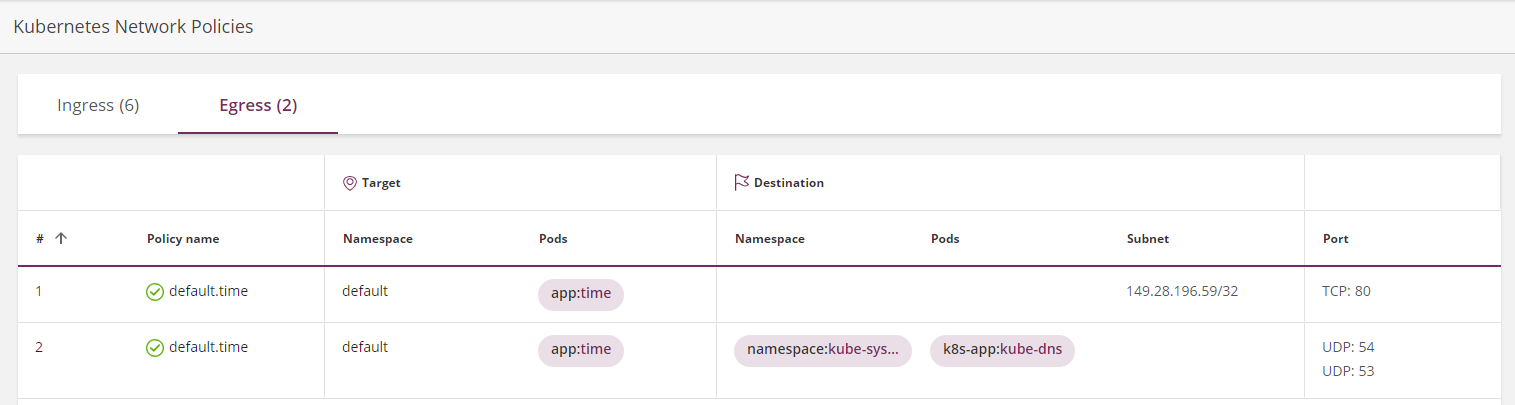 Kubernetes Network Policies
Ingress (6) Egress (2)
Target Destination
# Policy name Namespace Pods Namespace Pods Subnet Port
1 default.time default app:time 149.28.196.59/32 TCP: 80
2 default.time default app:time namespace:kube-sys... k8s-app:kube-dns UDP: 54
UDP: 53